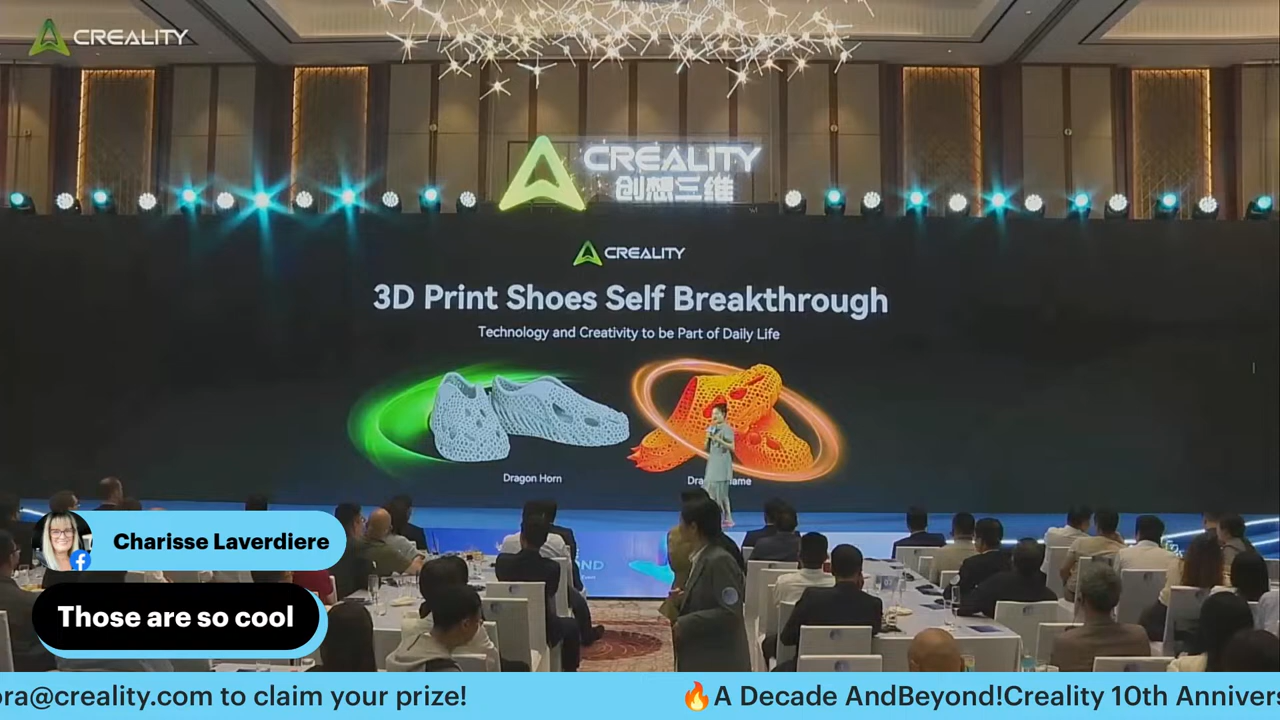 CREALITY
CREALITY
创想三维
CREALITY
3D Print Shoes Self Breakthrough
Technology and Creativity to be Part of Daily Life
Dragon Horn
Charisse Laverdiere
Those are so cool
ora@creality.com to claim your prize!
🔥A Decade AndBeyond!Creality 10th Annivers